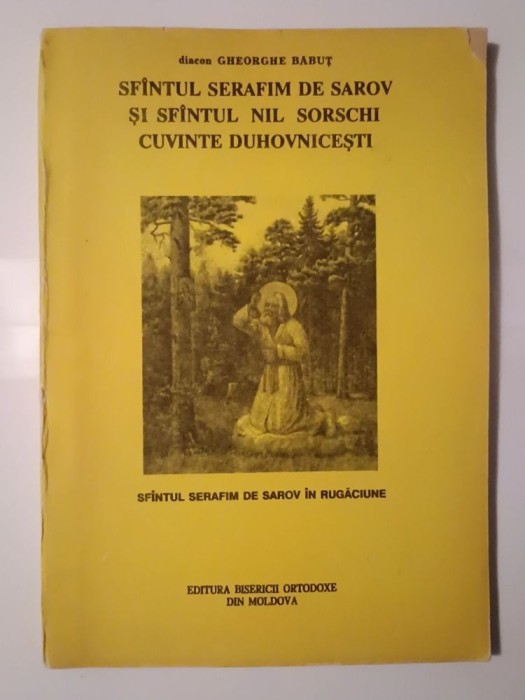 diacon GHEORGHE BABUȚ
SFÎNTUL SERAFIM DE SAROV
ȘI SFÎNTUL NIL SORSCHI
CUVINTE DUHOVNICEȘTI
SFÎNTUL SERAFIM DE SAROV ÎN RUGĂCIUNE
EDITURA BISERICII ORTODOXE
DIN MOLDOVA